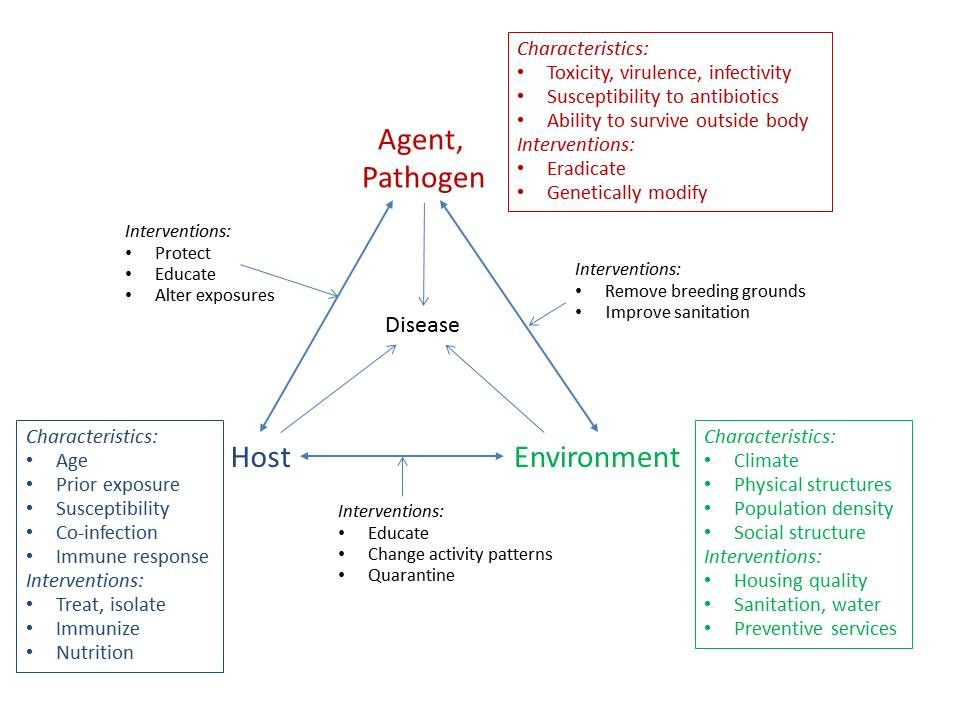 Characteristics:
• Toxicity, virulence, infectivity
• Susceptibility to antibiotics
• Ability to survive outside body
Interventions:
• Eradicate
• Genetically modify
Agent,
Pathogen
Interventions:
• Protect
• Educate
• Alter exposures
Interventions:
• Remove breeding grounds
• Improve sanitation
Disease
Characteristics:
• Age
• Prior exposure
• Susceptibility
• Co-infection
• Immune response
Interventions:
• Treat, isolate
• Immunize
• Nutrition
Host
Environment
Interventions:
• Educate
• Change activity patterns
• Quarantine
Characteristics:
• Climate
• Physical structures
• Population density
• Social structure
Interventions:
• Housing quality
• Sanitation, water
• Preventive services